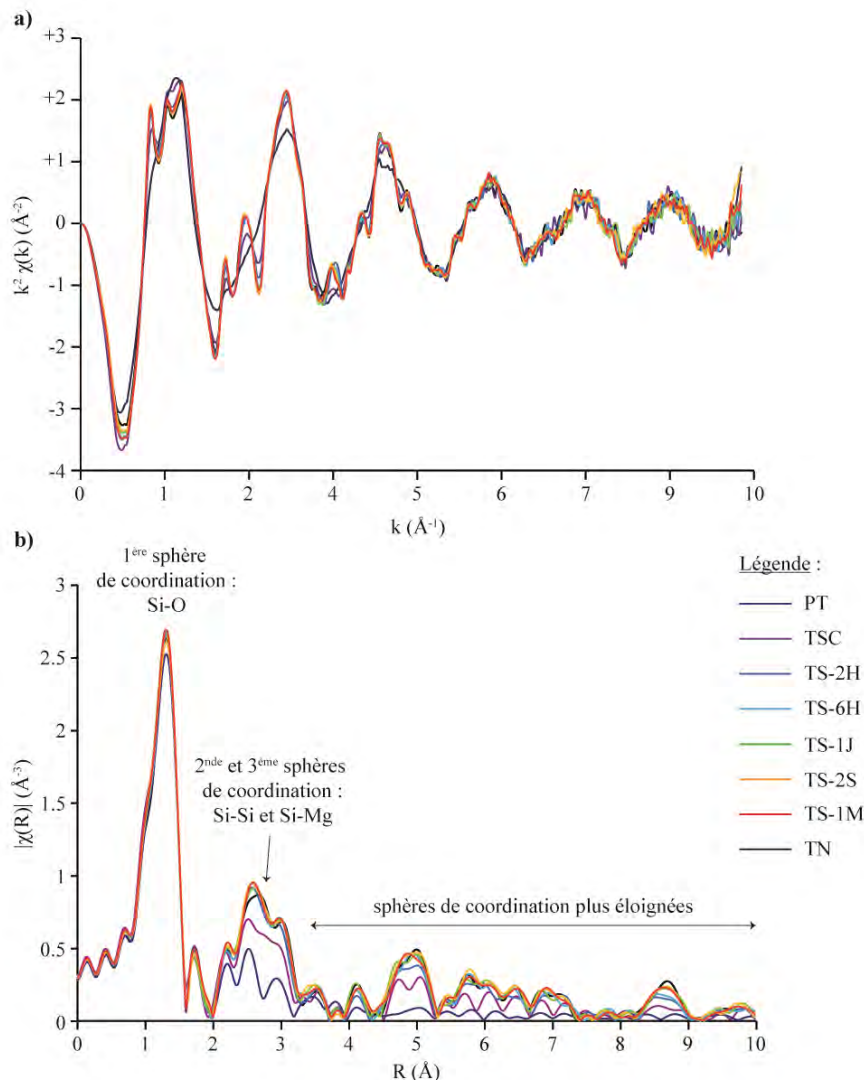 a)
+3
+2
+1
0
-1
-2
-3
-4
k² χ(k) (Å⁻²)
0 1 2 3 4 5 6 7 9 10
k (Å⁻¹)
b)
1ère sphère
de coordination :
Si-O
3
2.5
2
1.5
1
0.5
0
|χ(R)| (Å⁻³)
2nde et 3ème sphères
de coordination :
Si-Si et Si-Mg
sphères de coordination plus éloignées
0 1 2 3 4 5 6 7 8 9 10
R (Å)
Légende :
PT
TSC
TS-2H
TS-6H
TS-1J
TS-2S
TS-1M
TN